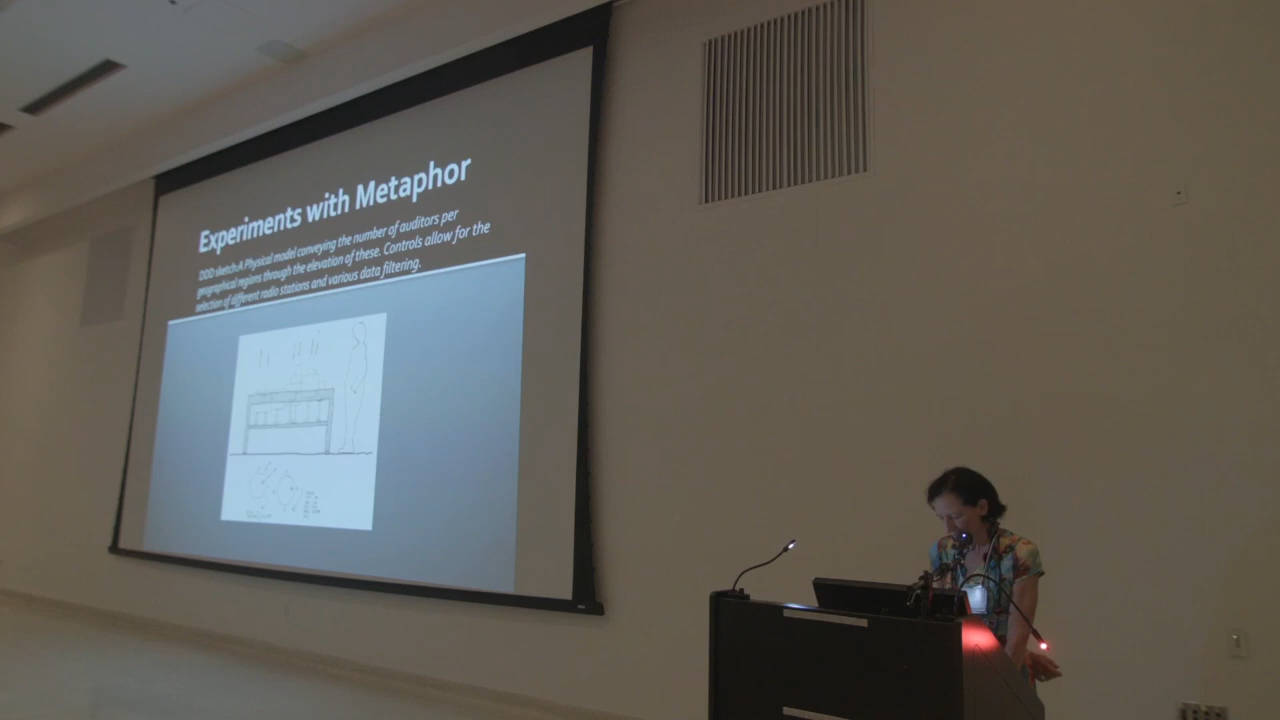 Experiments with Metaphor
DDD sketch:A Physical model conveying the number of auditors per
geographical regions through the elevation of these. Controls allow for the
selection of different radio stations and various data filtering.